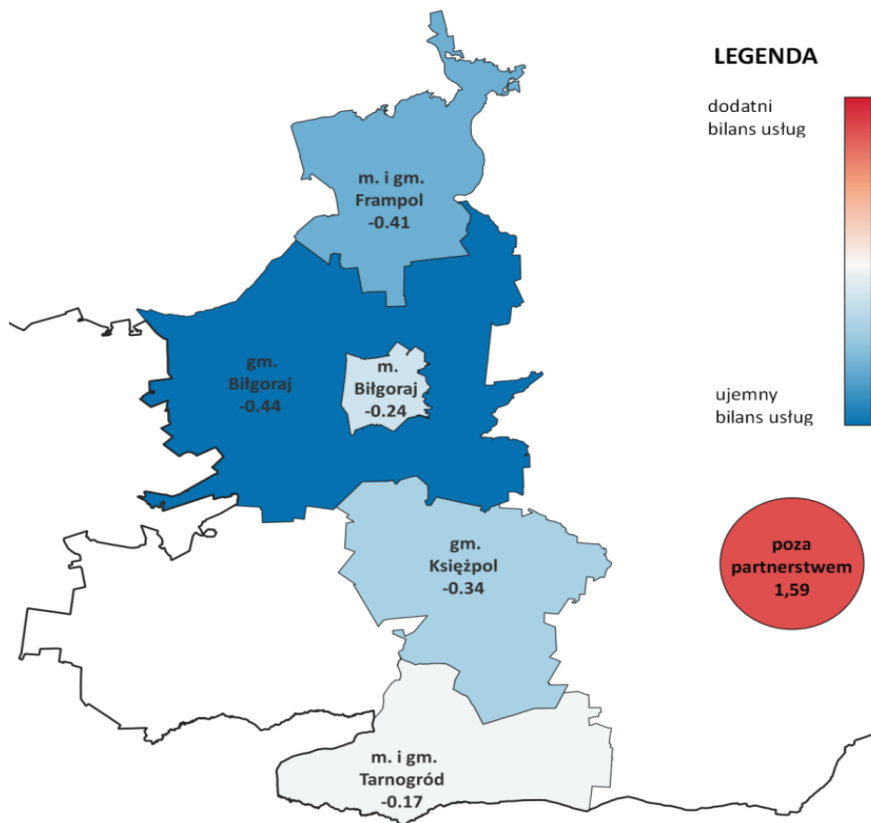 LEGENDA
dodatni
bilans usług
ujemny
bilans usług
m. i gm.
Frampol
-0.41
gm.
Biłgoraj
-0.44
m.
Biłgoraj
-0.24
gm.
Księżpol
-0.34
poza
partnerstwem
1,59
m. i gm.
Tarnogród
-0.17